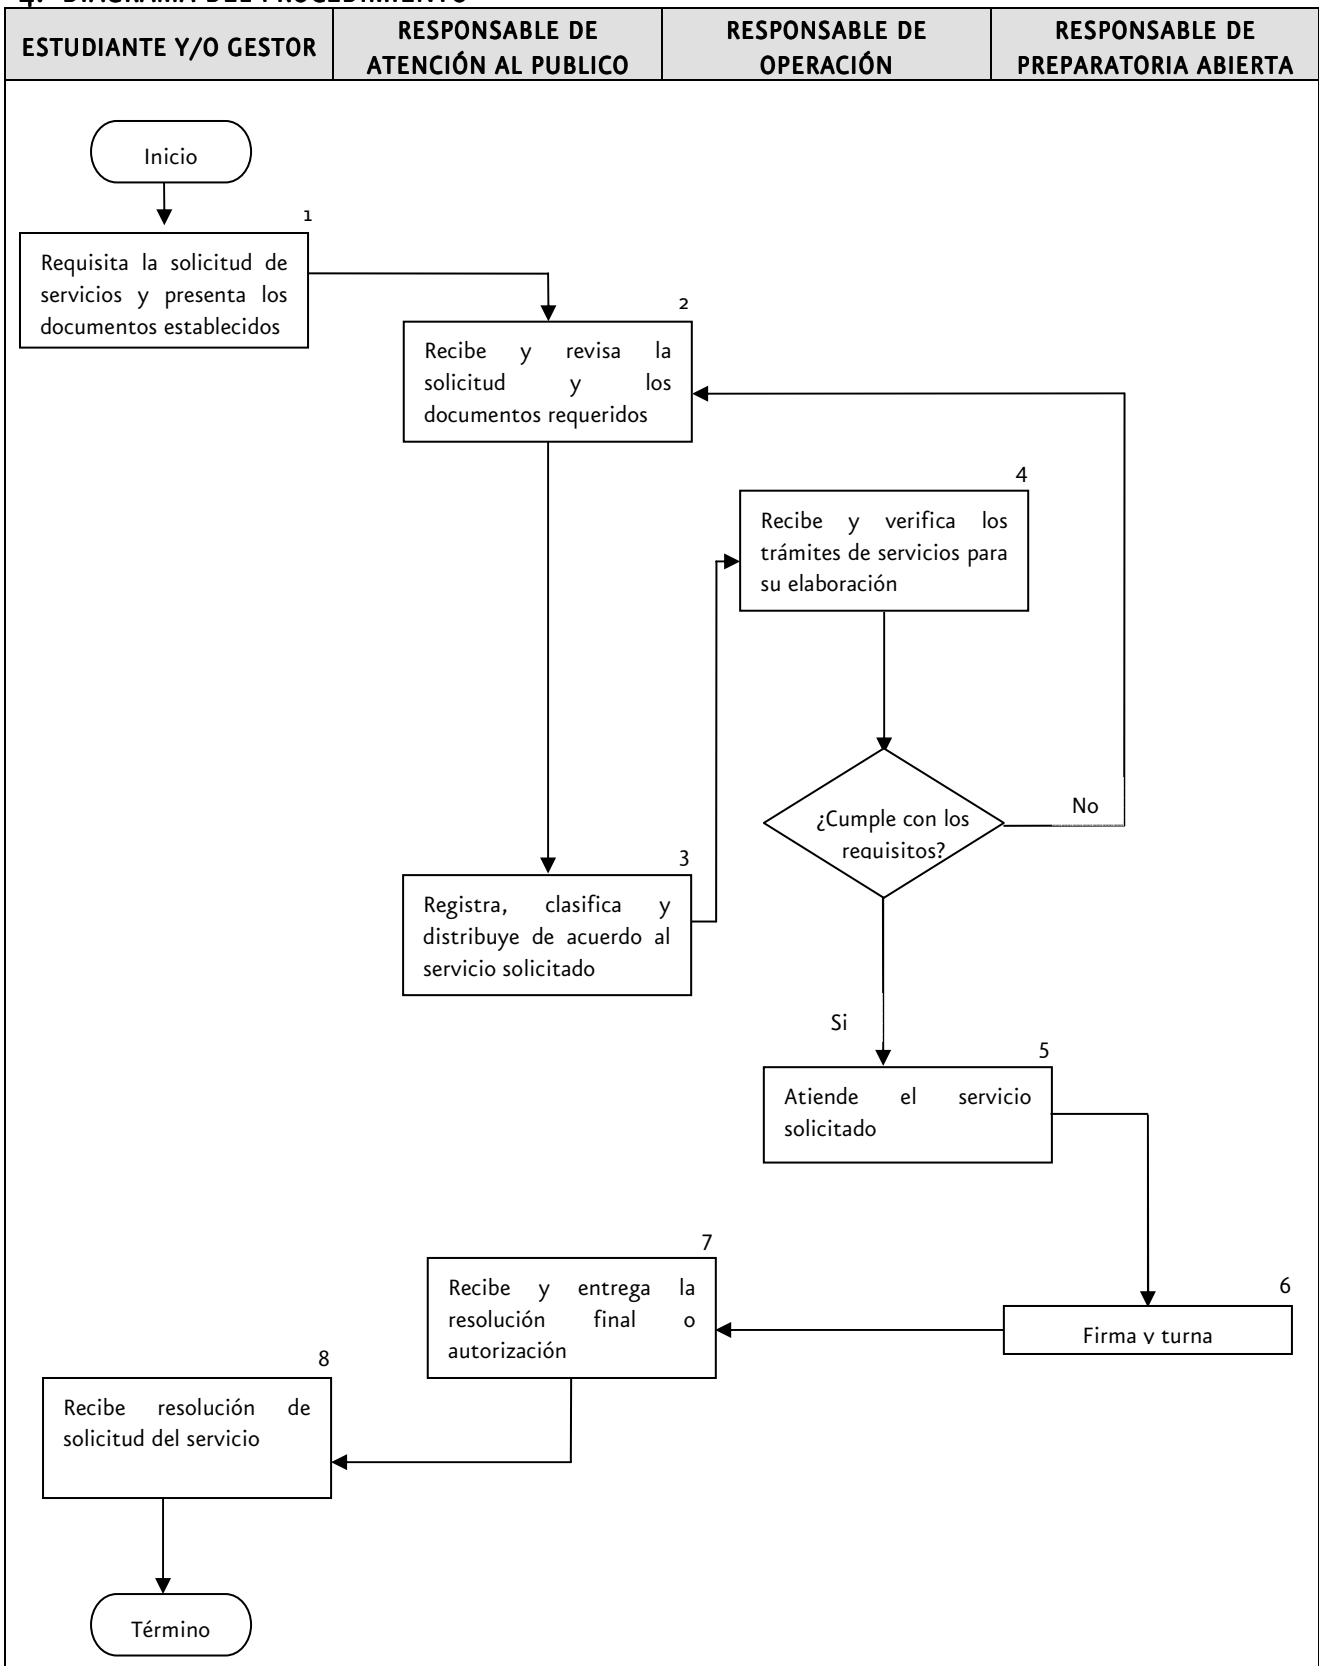 4. DIAGRAMA DEL PROCEDIMIENTO
ESTUDIANTE Y/O GESTOR
RESPONSABLE DE
ATENCIÓN AL PUBLICO
RESPONSABLE DE
OPERACIÓN
RESPONSABLE DE
PREPARATORIA ABIERTA
Inicio
1
Requisita la solicitud de
servicios y presenta los
documentos establecidos
2
Recibe y revisa la
solicitud y los
documentos requeridos
4
Recibe y verifica los
trámites de servicios para
su elaboración
¿Cumple con los
requisitos?
No
3
Registra, clasifica y
distribuye de acuerdo al
servicio solicitado
Si
5
Atiende el servicio
solicitado
7
Recibe y entrega la
resolución final o
autorización
6
Firma y turna
8
Recibe resolución de
solicitud del servicio
Término